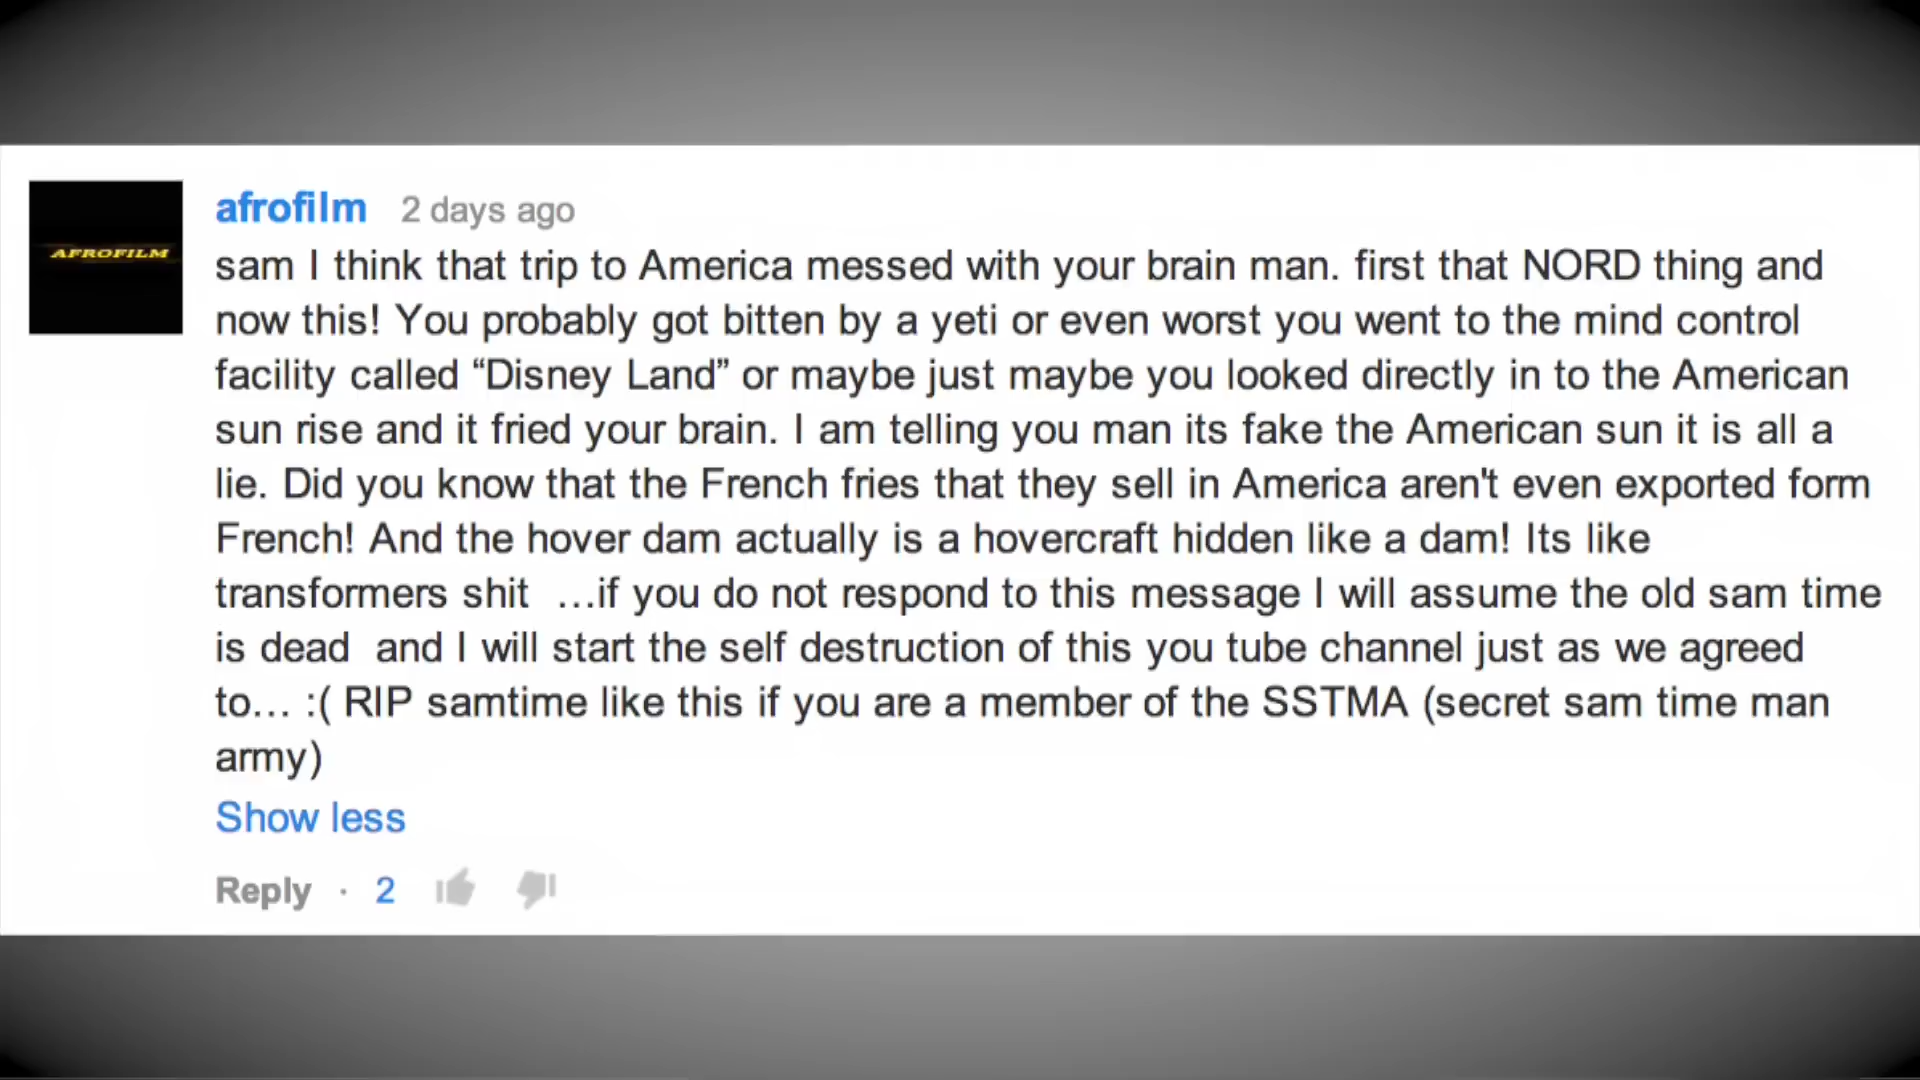 AFROFILM
afrofilm 2 days ago
sam I think that trip to America messed with your brain man. first that NORD thing and
now this! You probably got bitten by a yeti or even worst you went to the mind control
facility called “Disney Land” or maybe just maybe you looked directly in to the American
sun rise and it fried your brain. I am telling you man its fake the American sun it is all a
lie. Did you know that the French fries that they sell in America aren't even exported form
French! And the hover dam actually is a hovercraft hidden like a dam! Its like
transformers shit  …if you do not respond to this message I will assume the old sam time
is dead  and I will start the self destruction of this you tube channel just as we agreed
to… :( RIP samtime like this if you are a member of the SSTMA (secret sam time man
army)
Show less
Reply · 2